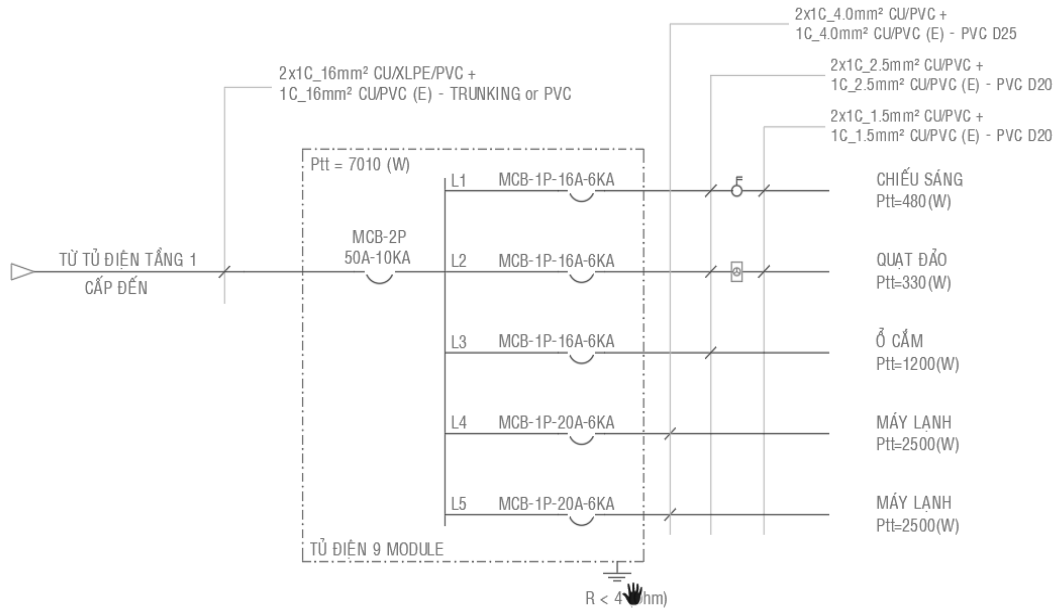 2x1C_4.0mm² CU/PVC +
1C_4.0mm² CU/PVC (E) - PVC D25
2x1C_2.5mm² CU/PVC +
1C_2.5mm² CU/PVC (E) - PVC D20
2x1C_1.5mm² CU/PVC +
1C_1.5mm² CU/PVC (E) - PVC D20
2x1C_16mm² CU/XLPE/PVC +
1C_16mm² CU/PVC (E) - TRUNKING or PVC
Ptt = 7010 (W)
TỪ TỦ ĐIỆN TẦNG 1
CẤP ĐẾN
MCB-2P
50A-10KA
L1 MCB-1P-16A-6KA
CHIẾU SÁNG
Ptt=480(W)
L2 MCB-1P-16A-6KA
QUẠT ĐẢO
Ptt=330(W)
L3 MCB-1P-16A-6KA
Ổ CẮM
Ptt=1200(W)
L4 MCB-1P-20A-6KA
MÁY LẠNH
Ptt=2500(W)
L5 MCB-1P-20A-6KA
MÁY LẠNH
Ptt=2500(W)
TỦ ĐIỆN 9 MODULE
R < 4 hm)